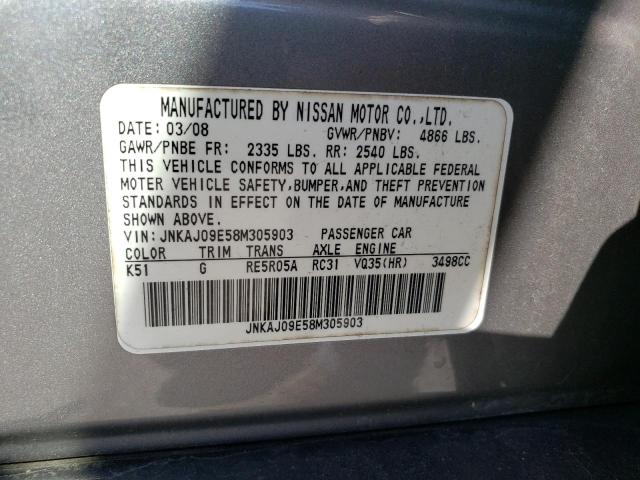 MANUFACTURED BY NISSAN MOTOR CO.,LTD.
DATE: 03/08 GVWR/PNBV: 4866 LBS.
GAWR/PNBE FR: 2335 LBS. RR: 2540 LBS.
THIS VEHICLE CONFORMS TO ALL APPLICABLE FEDERAL
MOTOR VEHICLE SAFETY,BUMPER,AND THEFT PREVENTION
STANDARDS IN EFFECT ON THE DATE OF MANUFACTURE
SHOWN ABOVE.
VIN: JNKAJ09E58M305903 PASSENGER CAR
COLOR TRIM TRANS AXLE ENGINE
K51 G RE5R05A RC31 VQ35(HR) 3498CC
JNKAJ09E58M305903